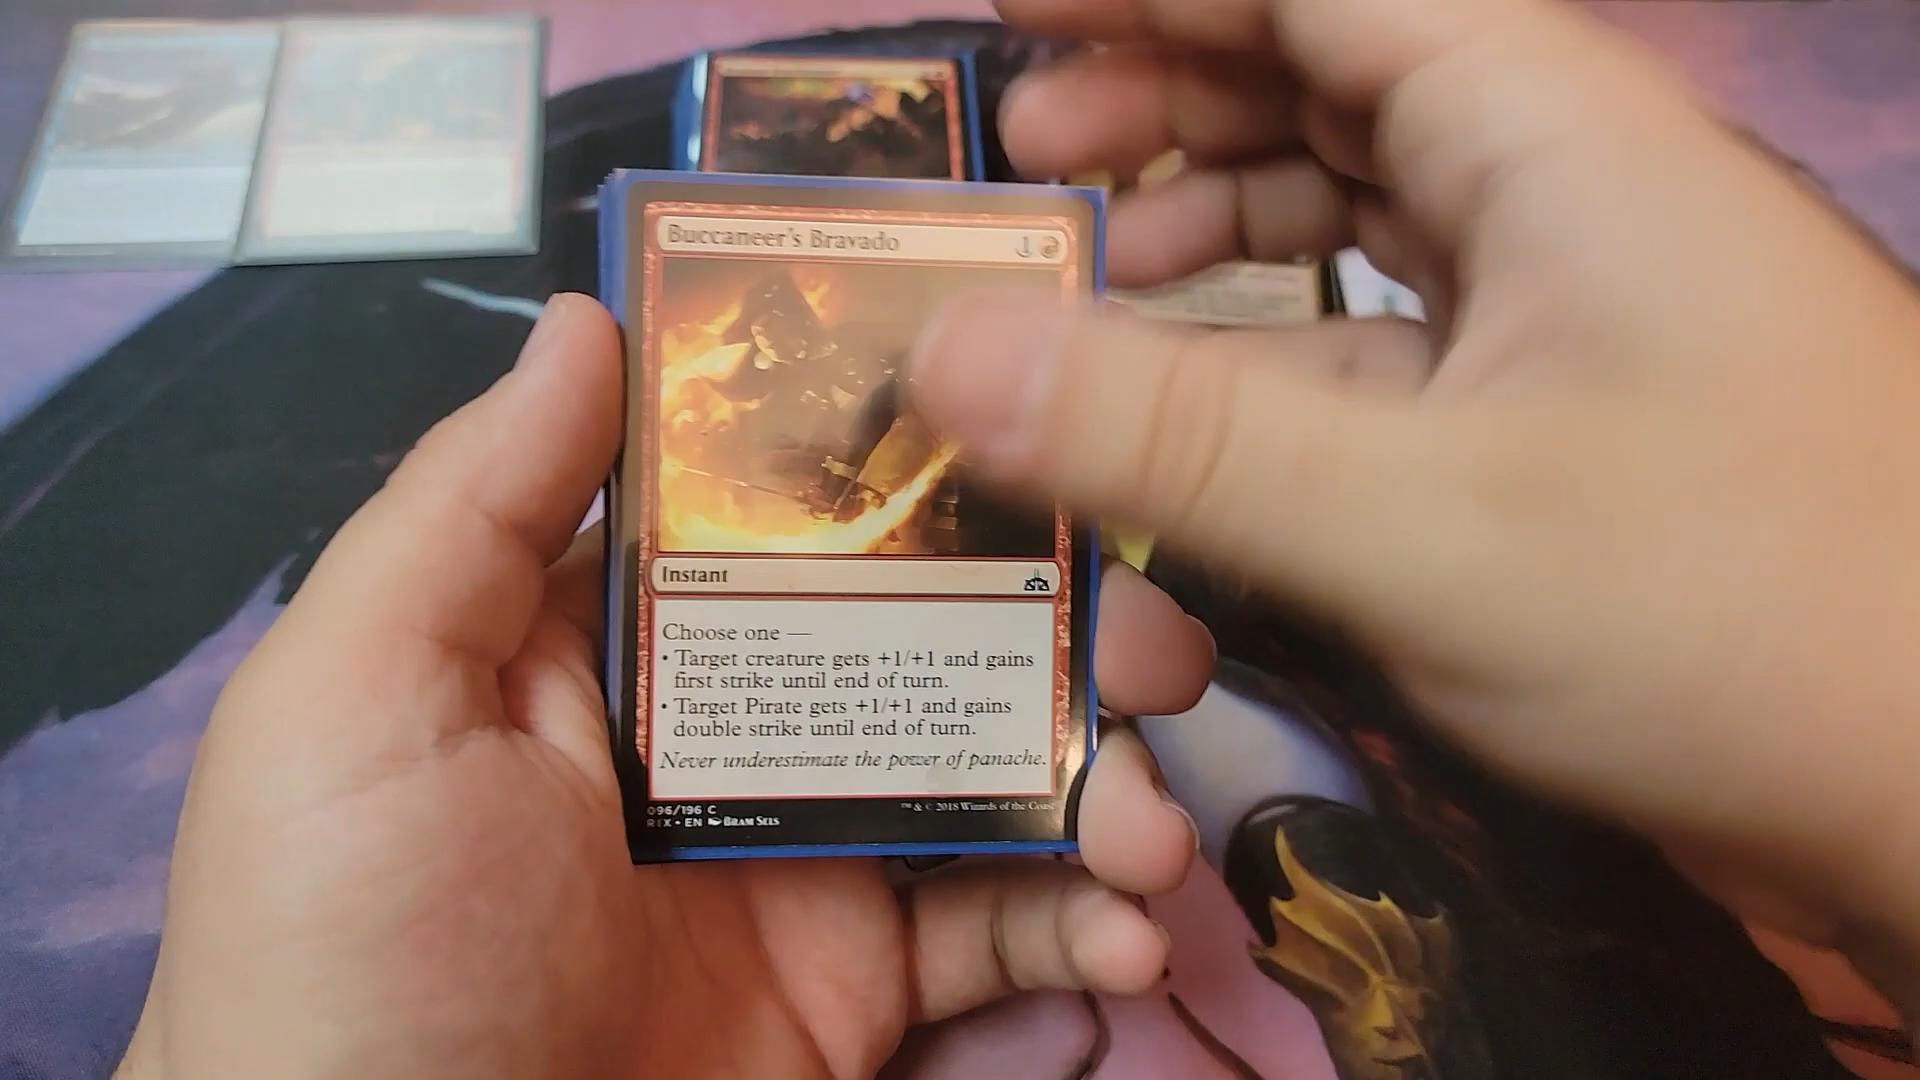 Buccaneer's Bravado 1
Instant
Choose one —
• Target creature gets +1/+1 and gains
first strike until end of turn.
• Target Pirate gets +1/+1 and gains
double strike until end of turn.
Never underestimate the power of panache.
096/196 C
™ & © 2018 Wizards of the Coast
RIX • EN BRAM SELS